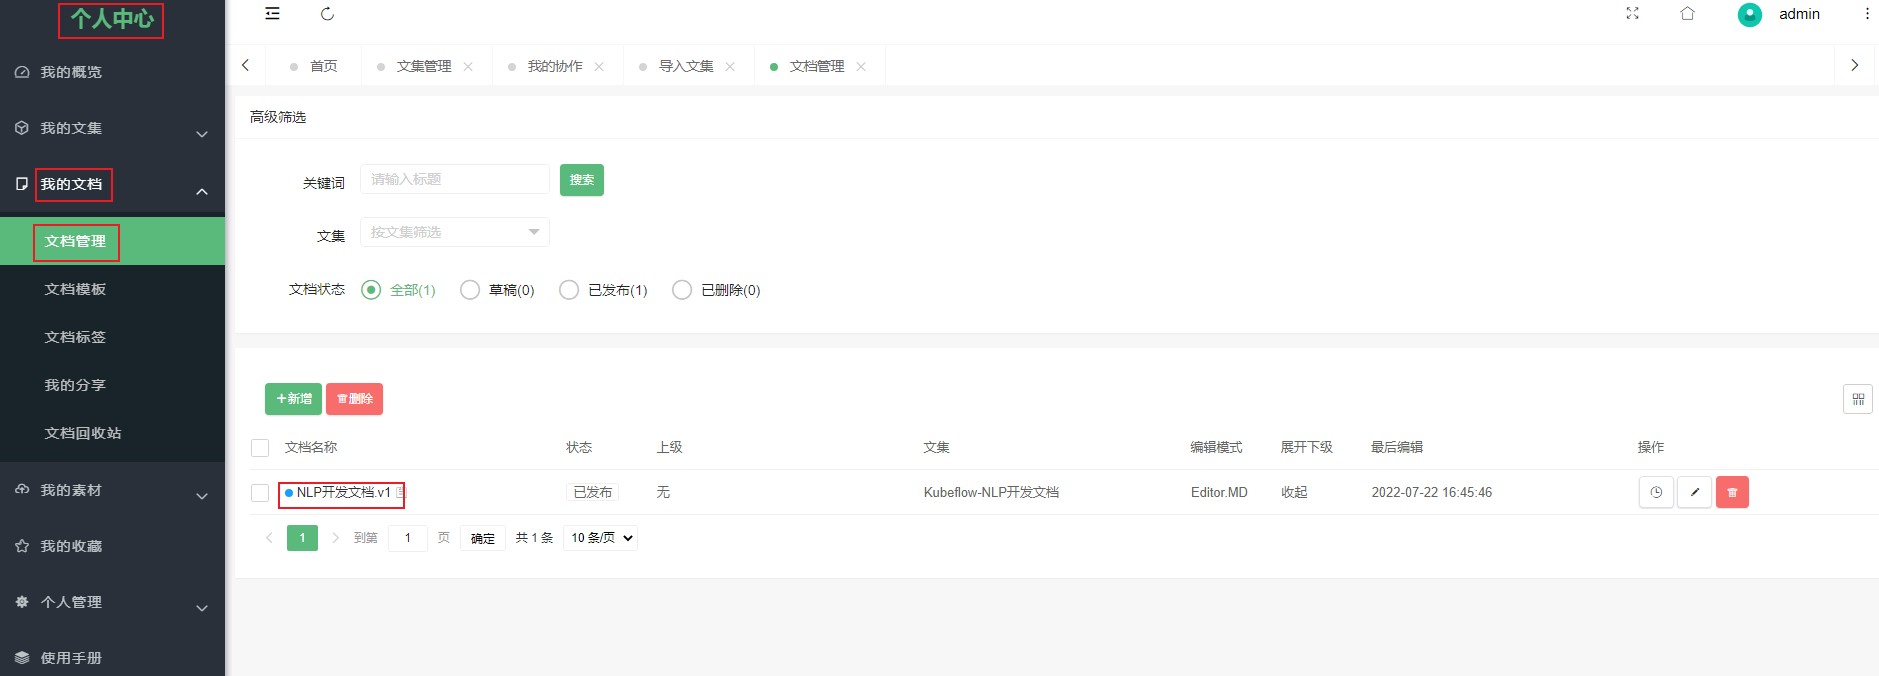 个人中心
admin
我的概览
首页 文集管理 我的协作 导入文集 文档管理
高级筛选
我的文集
关键词 请输入标题 搜索
我的文档
文集 按文集筛选
文档管理
文档状态 全部(1) 草稿(0) 已发布(1) 已删除(0)
文档模板
文档标签
我的分享
文档回收站
+新增 删除
文档名称 状态 上级 文集 编辑模式 展开下级 最后编辑 操作
NLP开发文档.v1 已发布 无 Kubeflow-NLP开发文档 Editor.MD 收起 2022-07-22 16:45:46
我的素材
1 到第 1 页 确定 共 1 条 10 条/页
我的收藏
个人管理
使用手册